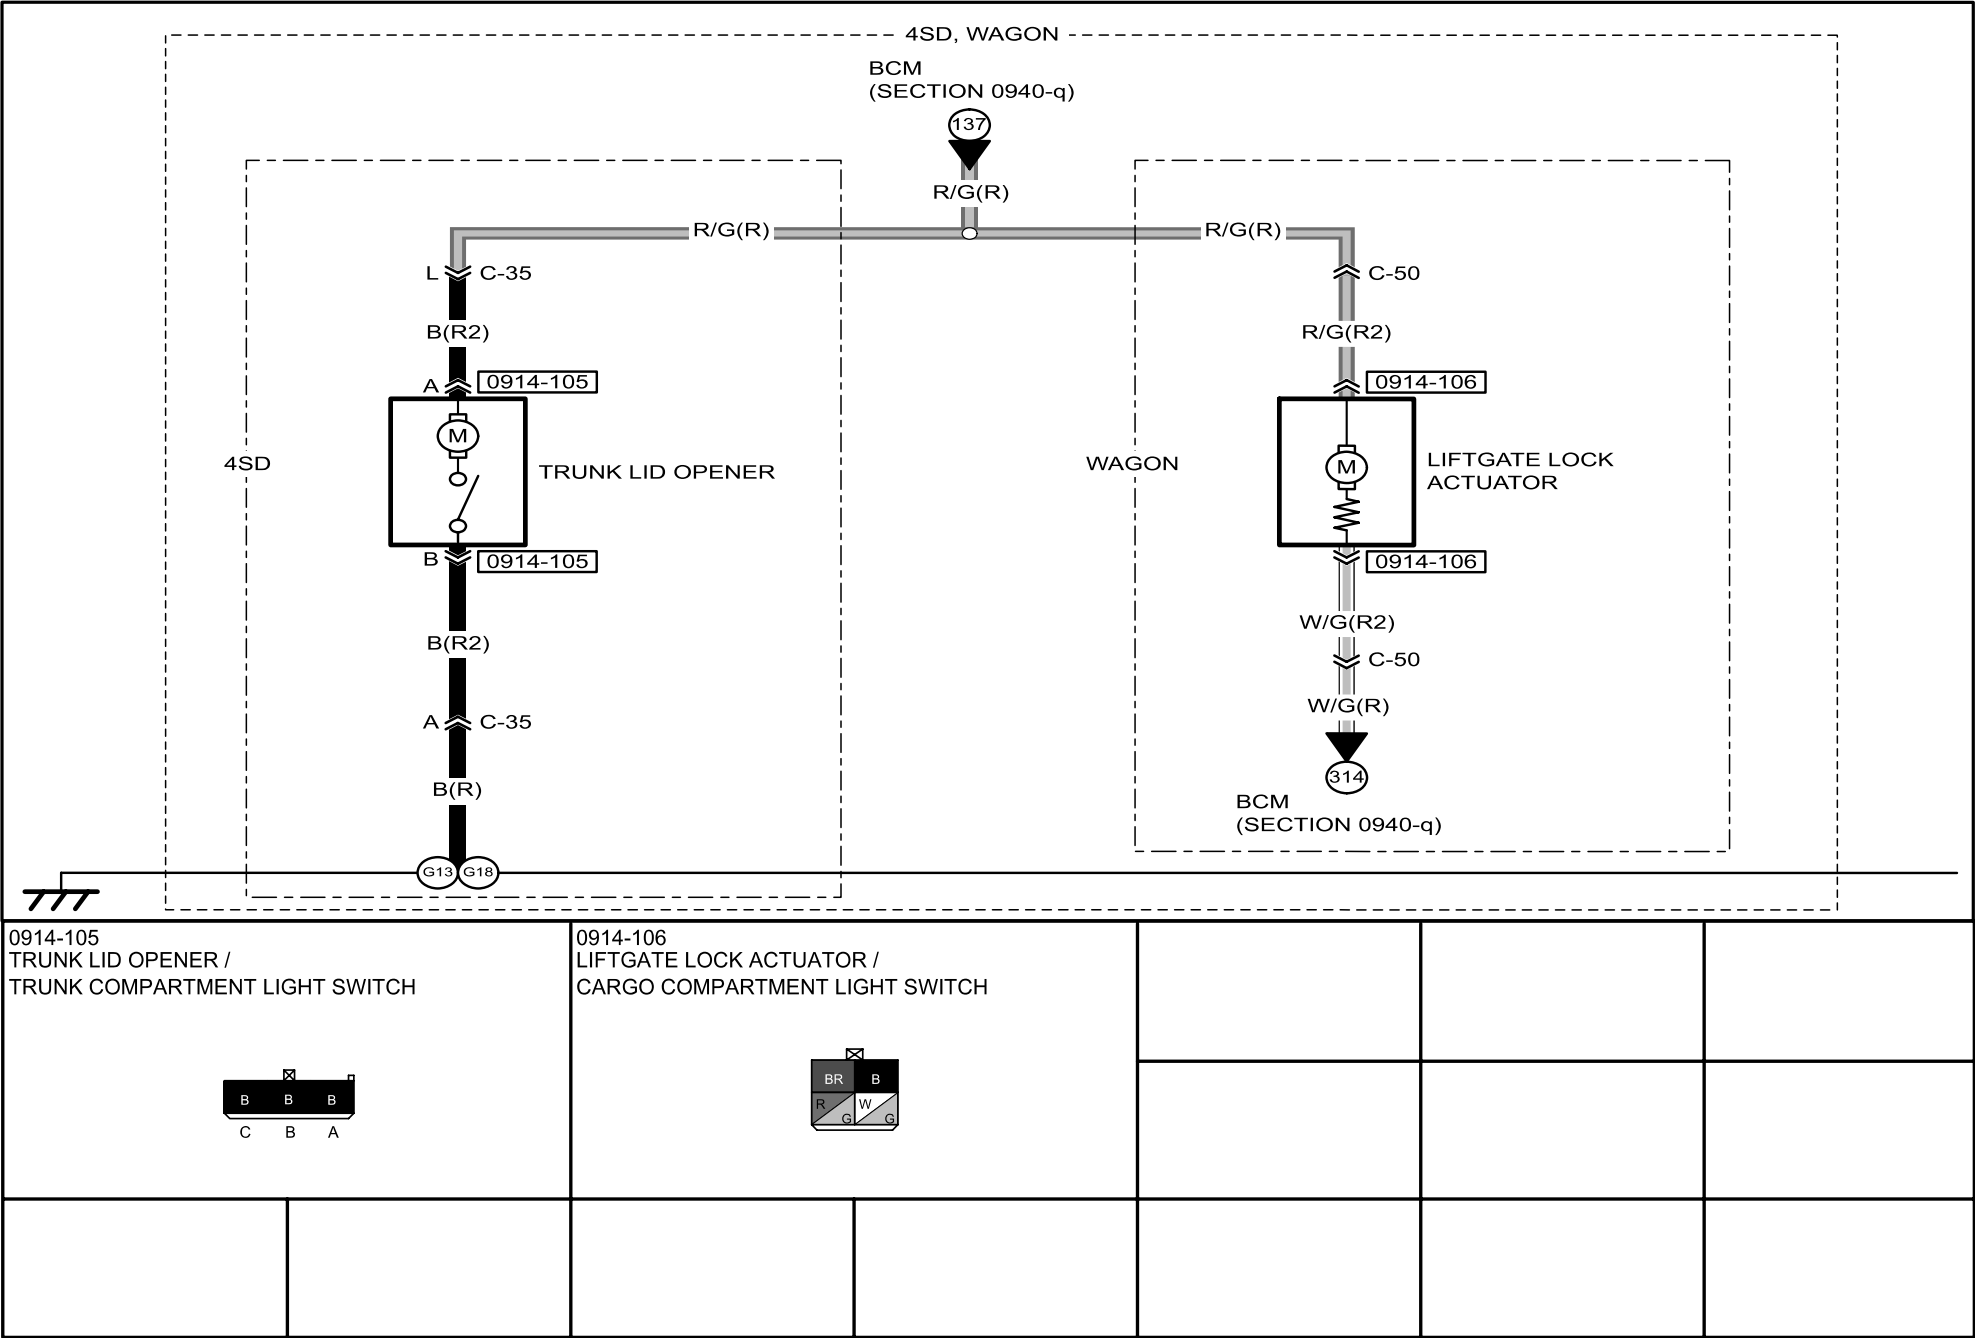 4SD, WAGON
BCM
(SECTION 0940-q)
137
R/G(R)
R/G(R)
R/G(R)
L
C-35
C-50
B(R2)
R/G(R2)
A
0914-105
0914-106
M
4SD
TRUNK LID OPENER
WAGON
M
LIFTGATE LOCK
ACTUATOR
B
0914-105
0914-106
B(R2)
W/G(R2)
C-50
A
C-35
W/G(R)
B(R)
314
BCM
(SECTION 0940-q)
G13
G18
0914-105
TRUNK LID OPENER /
TRUNK COMPARTMENT LIGHT SWITCH
B B B
C B A
0914-106
LIFTGATE LOCK ACTUATOR /
CARGO COMPARTMENT LIGHT SWITCH
BR B
R G W G